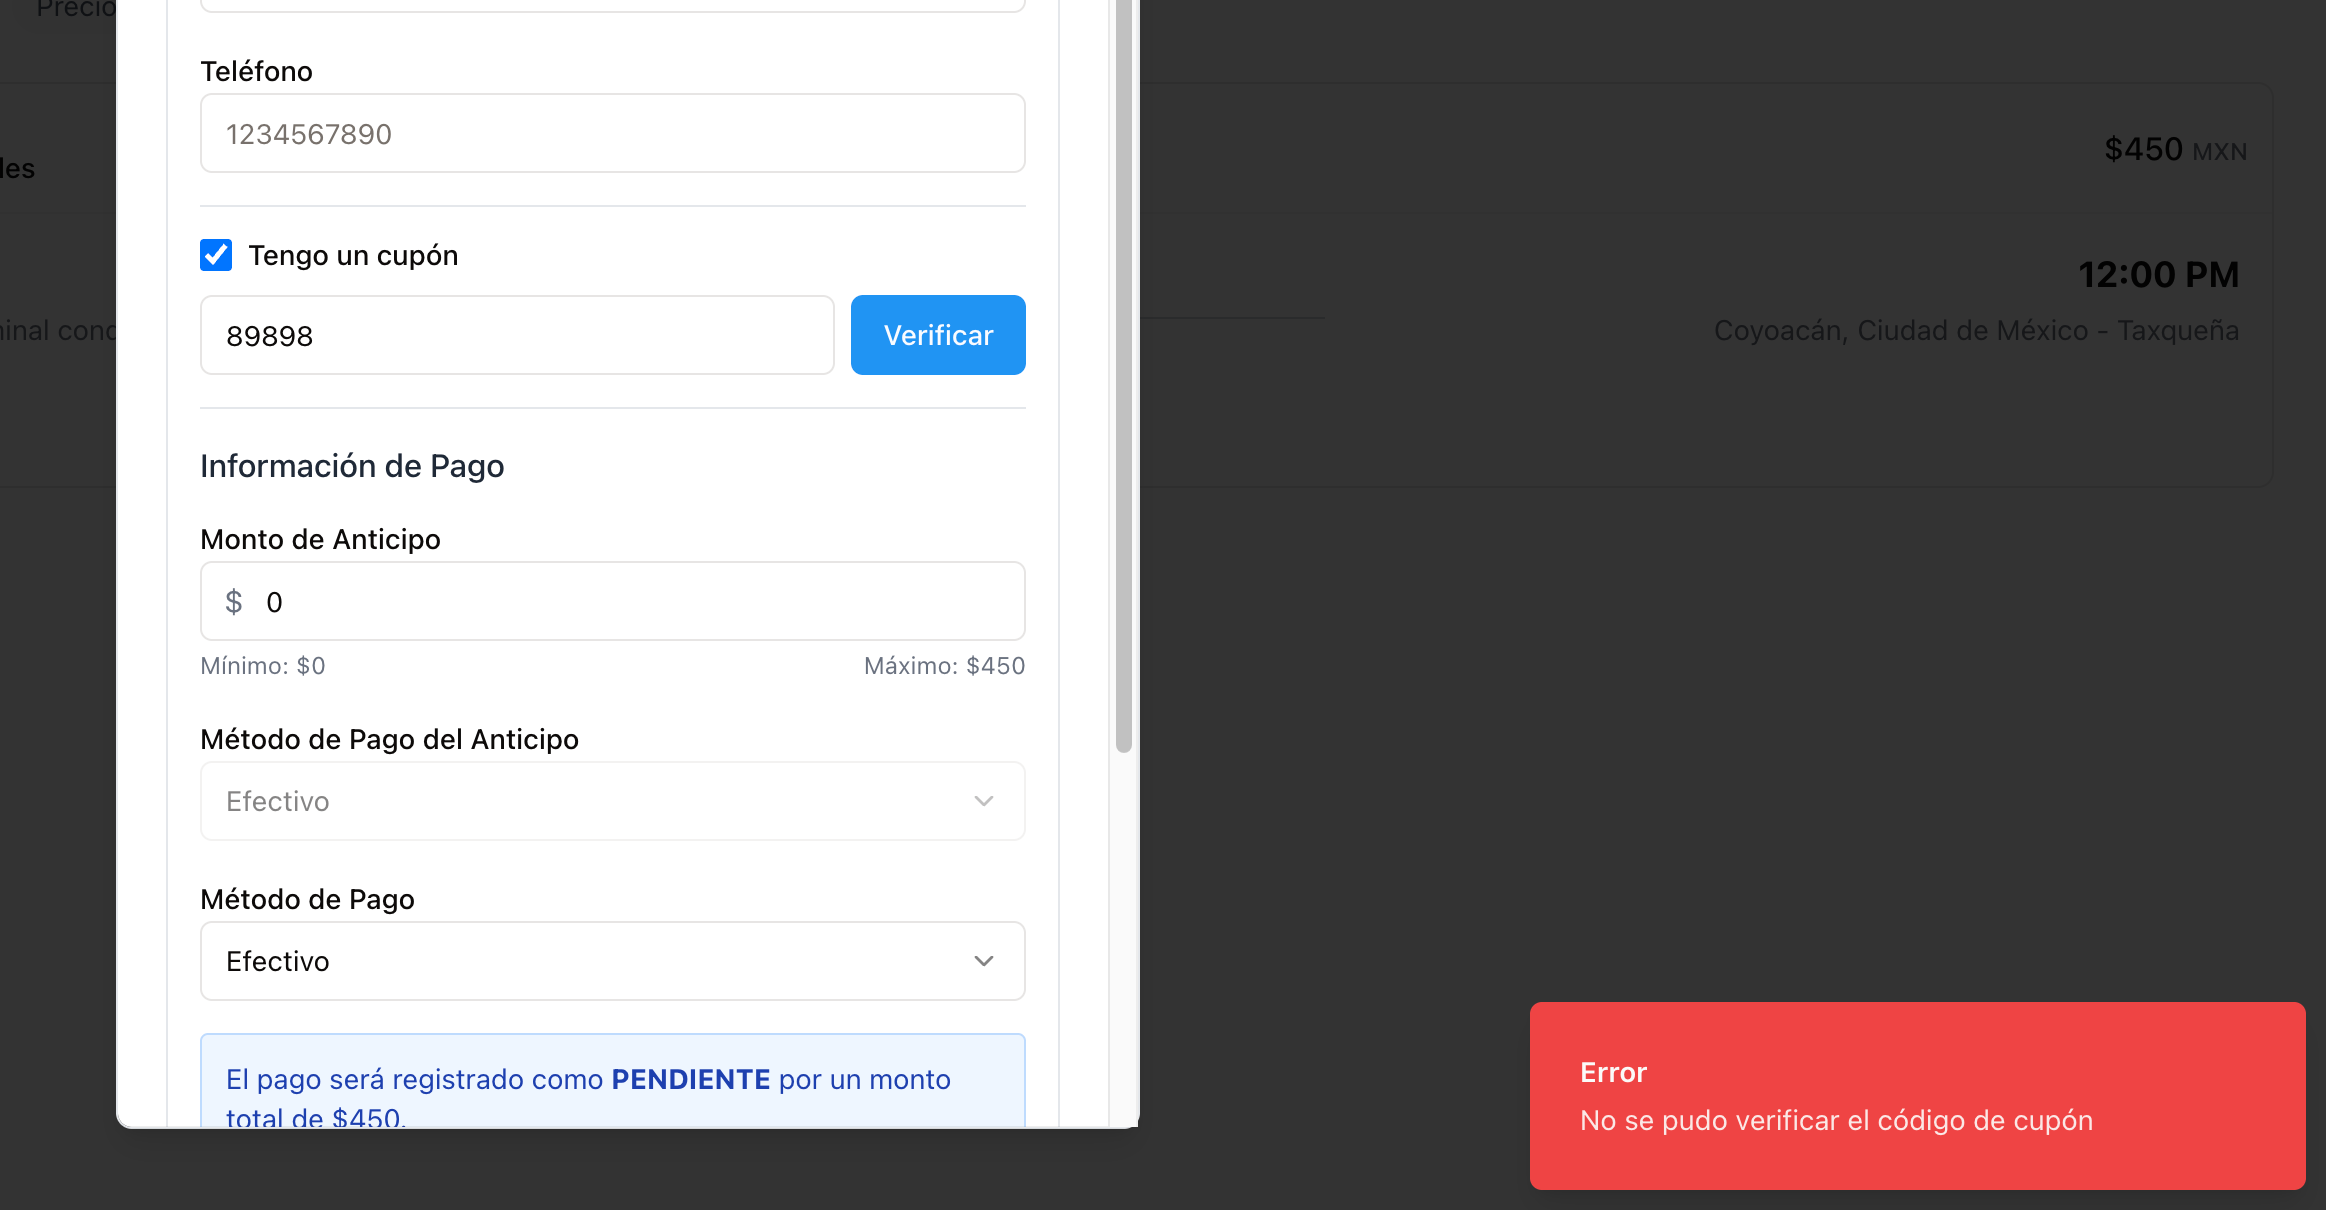 Precio
Teléfono
1234567890
les
$450 MXN
Tengo un cupón
12:00 PM
89898
Verificar
inal conc
Coyoacán, Ciudad de México - Taxqueña
Información de Pago
Monto de Anticipo
$ 0
Mínimo: $0
Máximo: $450
Método de Pago del Anticipo
Efectivo
Método de Pago
Efectivo
El pago será registrado como PENDIENTE por un monto
total de $450.
Error
No se pudo verificar el código de cupón